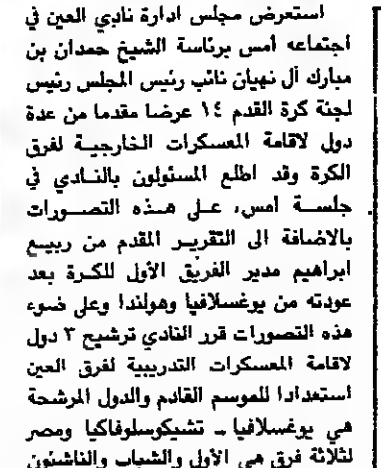 استعرض مجلس ادارة نادي العين في
اجتماعه امس برئاسة الشيخ حمدان بن
مبارك آل نهيان نائب رئيس المجلس رئيس
لجنة كرة القدم ١٤ عرضا مقدما من عدة
دول لاقامة المعسكرات الخارجية لفرق
الكرة وقد اطلع المسئولون بالنادي في
جلسة امس، على هذه التصورات
بالاضافة الى التقرير المقدم من ربيع
ابراهيم مدير الفريق الأول للكرة بعد
عودته من يوغسلافيا وهولندا وعلى ضوء
هذه التصورات قرر النادي ترشيح ٣ دول
لاقامة المعسكرات التدريبية لفرق العين
استعدادا للموسم القادم والدول المرشحة
هي يوغسلافيا ـ تشيكوسلوفاكيا ومصر
لثلاثة فرق هي الأول والشباب والناشئون